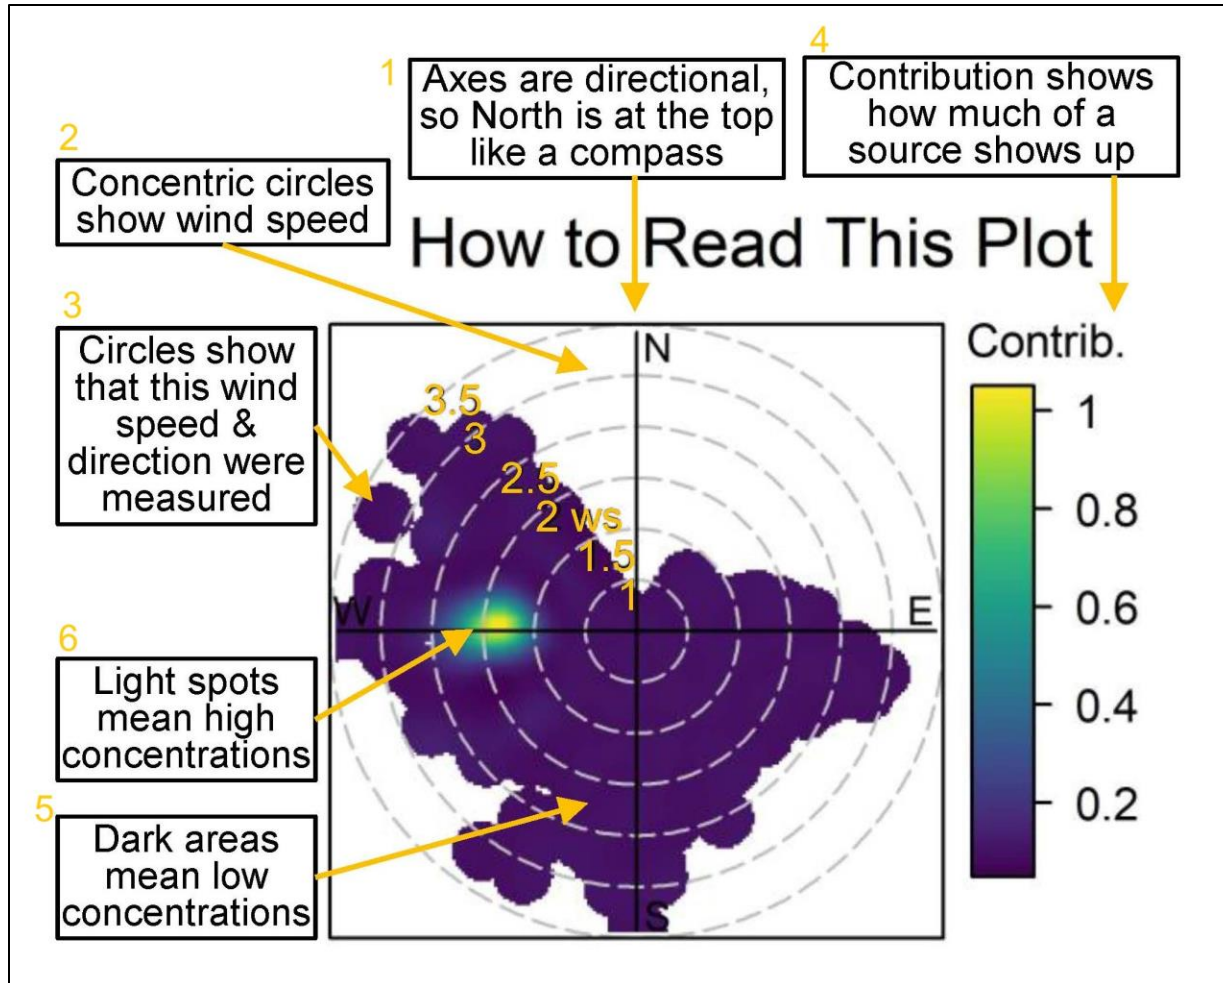 1
Axes are directional,
so North is at the top
like a compass
4
Contribution shows
how much of a
source shows up
2
Concentric circles
show wind speed
How to Read This Plot
3
Circles show
that this wind
speed &
direction were
measured
6
Light spots
mean high
concentrations
5
Dark areas
mean low
concentrations
N
3.5
3
2.5
2 ws
1.5
1
W
E
S
Contrib.
1
0.8
0.6
0.4
0.2